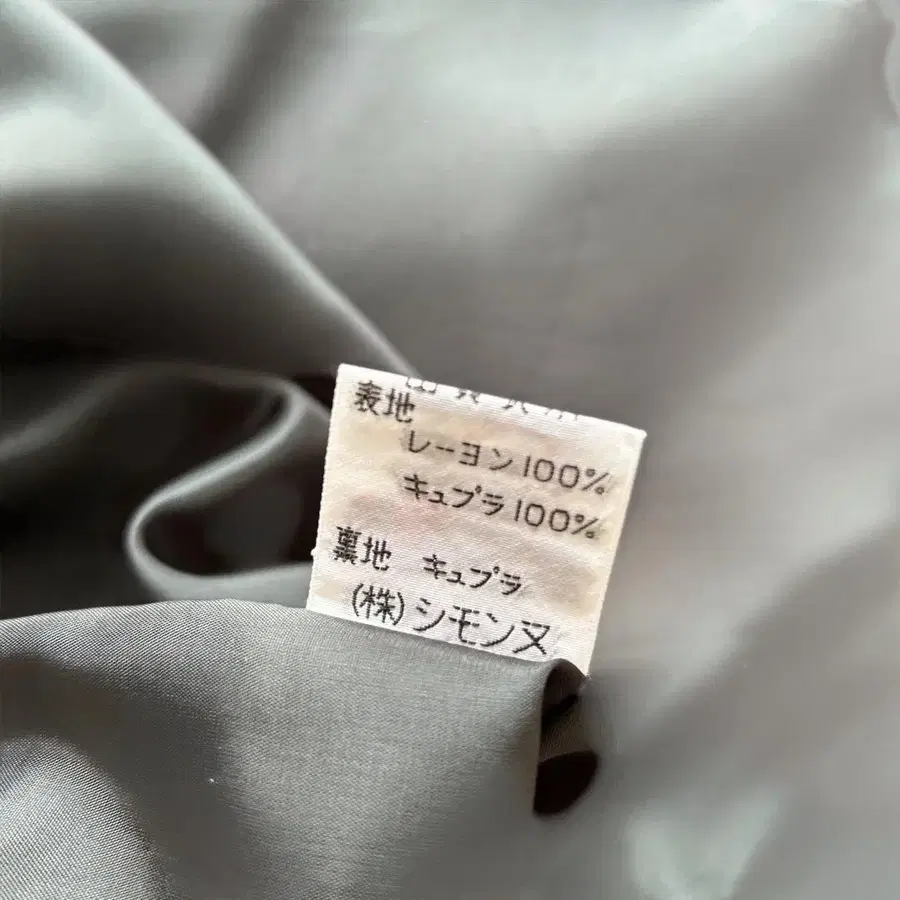 表地
レーヨン100%
キュプラ100%
裏地 キュプラ
(株)シモンヌ